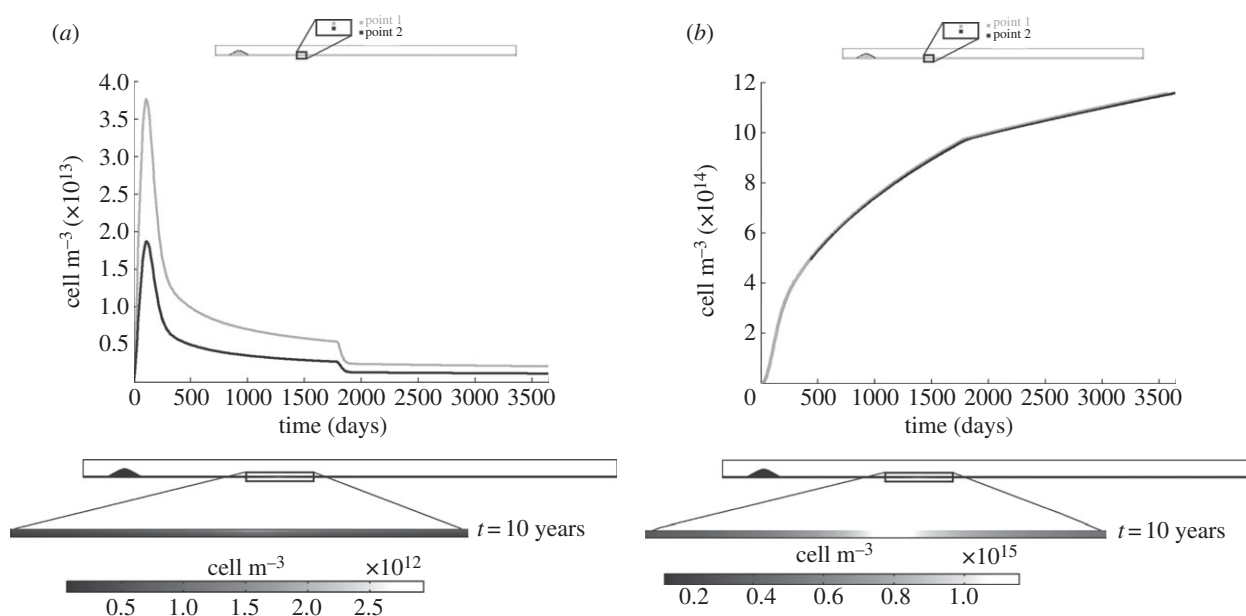 (a)
point 1
point 2
4.0
3.5
3.0
2.5
2.0
1.5
1.0
0.5
cell m⁻³ (×10¹³)
0 500 1000 1500 2000 2500 3000 3500
time (days)
t = 10 years
cell m⁻³ ×10¹²
0.5 1.0 1.5 2.0 2.5
(b)
point 1
point 2
12
10
8
6
4
2
cell m⁻³ (×10¹⁴)
0 500 1000 1500 2000 2500 3000 3500
time (days)
t = 10 years
cell m⁻³ ×10¹⁵
0.2 0.4 0.6 0.8 1.0